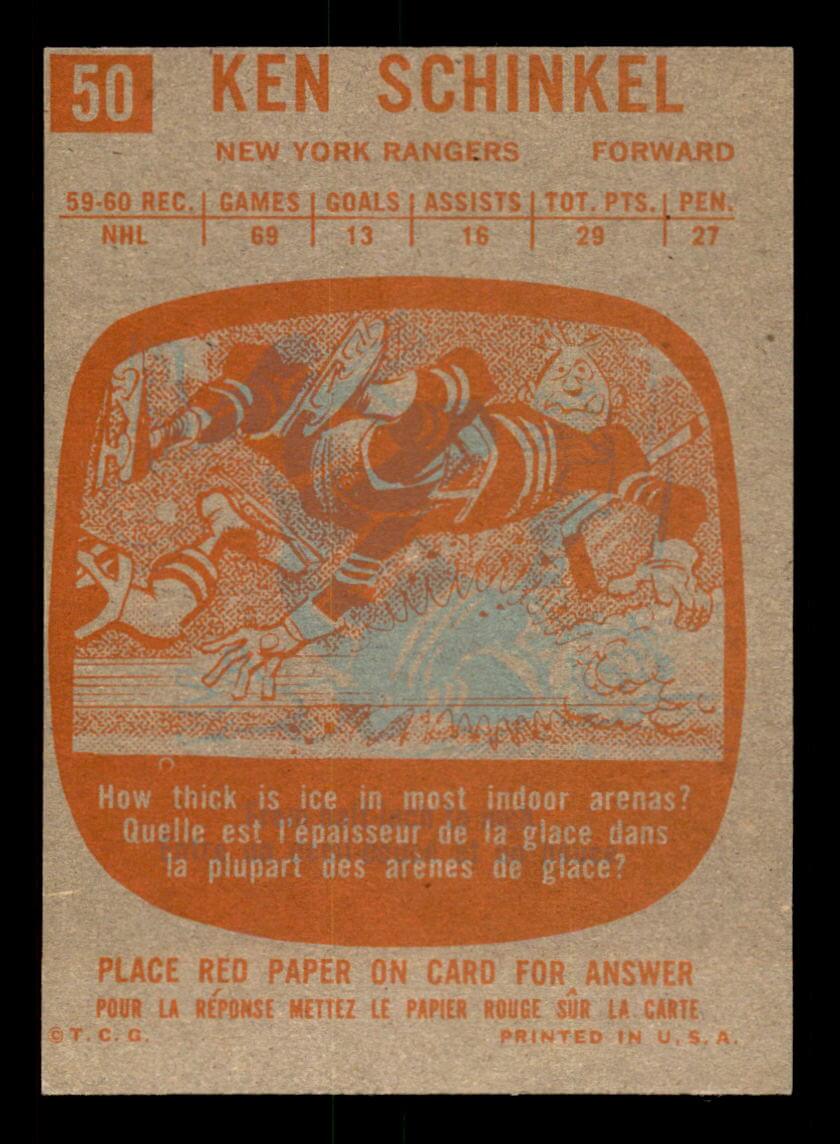 50 KEN SCHINKEL
NEW YORK RANGERS FORWARD
59-60 REC. GAMES GOALS ASSISTS TOT. PTS. PEN.
NHL 69 13 16 29 27
How thick is ice in most indoor arenas?
Quelle est l'épaisseur de la glace dans
la plupart des arènes de glace?
PLACE RED PAPER ON CARD FOR ANSWER
POUR LA RÉPONSE METTEZ LE PAPIER ROUGE SÛR LA CARTE
© T. C. G. PRINTED IN U. S. A.